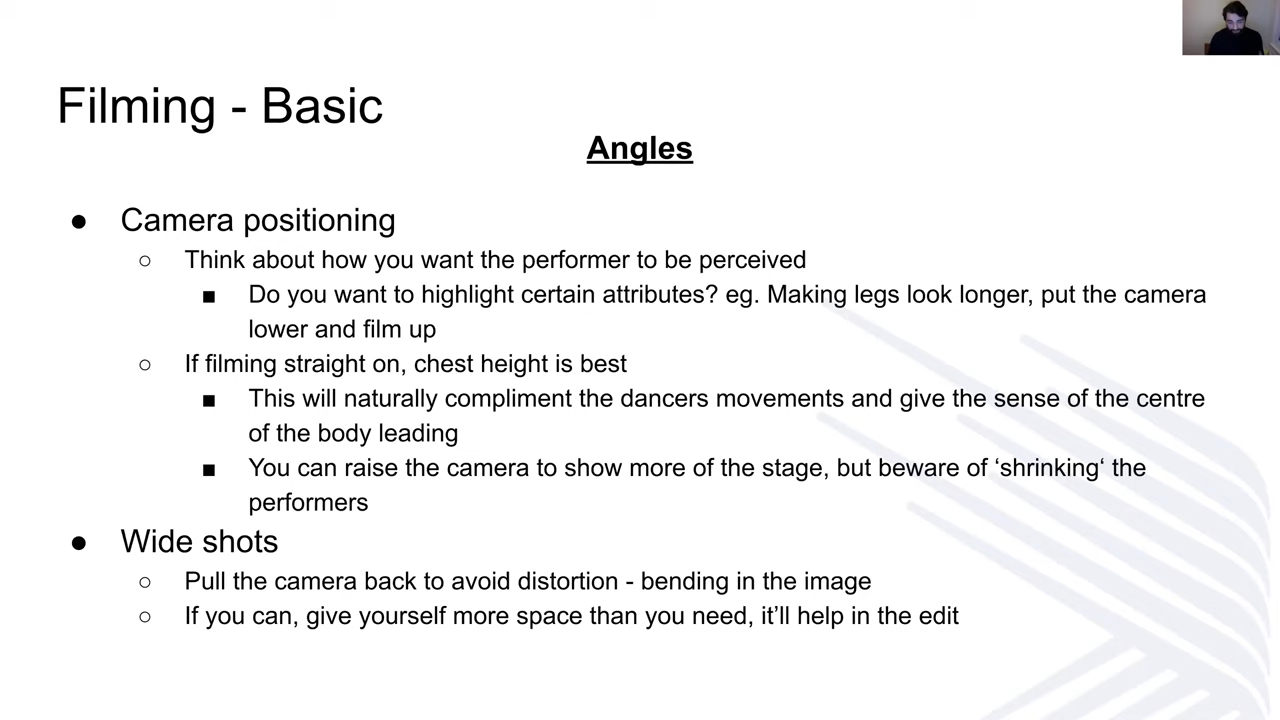 Filming - Basic
Angles
● Camera positioning
○ Think about how you want the performer to be perceived
■ Do you want to highlight certain attributes? eg. Making legs look longer, put the camera
lower and film up
○ If filming straight on, chest height is best
■ This will naturally compliment the dancers movements and give the sense of the centre
of the body leading
■ You can raise the camera to show more of the stage, but beware of ‘shrinking‘ the
performers
● Wide shots
○ Pull the camera back to avoid distortion - bending in the image
○ If you can, give yourself more space than you need, it’ll help in the edit